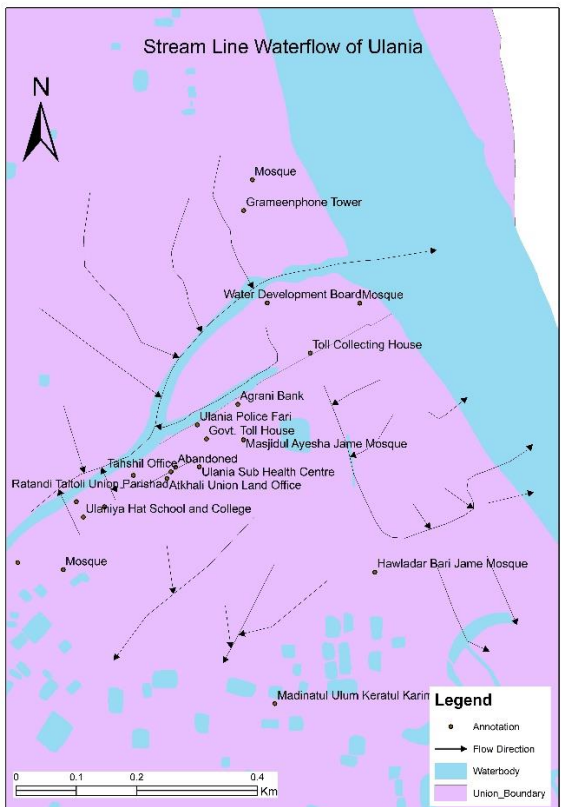 Stream Line Waterflow of Ulania
N
Mosque
Grameenphone Tower
Water Development Board
Mosque
Toll Collecting House
Agrani Bank
Ulania Police Fari
Govt. Toll House
Masjidul Ayesha Jame Mosque
Tahshil Office
Abandoned
Ulania Sub Health Centre
Ratandi Taltoli Union Parishad
Atkhali Union Land Office
Ulaniya Hat School and College
Mosque
Hawladar Bari Jame Mosque
Madinatul Ulum Keratul Karim
Legend
Annotation
Flow Direction
Waterbody
Union_Boundary
0 0.1 0.2 0.4
Km